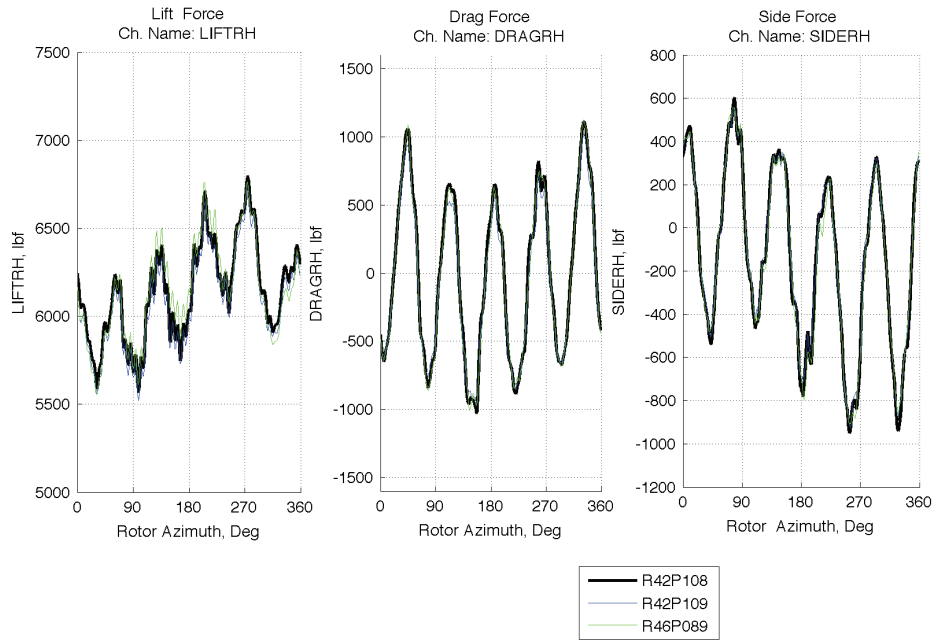 Lift Force
Ch. Name: LIFTRH
7500
7000
6500
6000
5500
5000
LIFTRH, lbf
0 90 180 270 360
Rotor Azimuth, Deg
Drag Force
Ch. Name: DRAGRH
1500
1000
500
0
-500
-1000
-1500
DRAGRH, lbf
0 90 180 270 360
Rotor Azimuth, Deg
Side Force
Ch. Name: SIDERH
800
600
400
200
0
-200
-400
-600
-800
-1000
-1200
SIDERH, lbf
0 90 180 270 360
Rotor Azimuth, Deg
R42P108
R42P109
R46P089